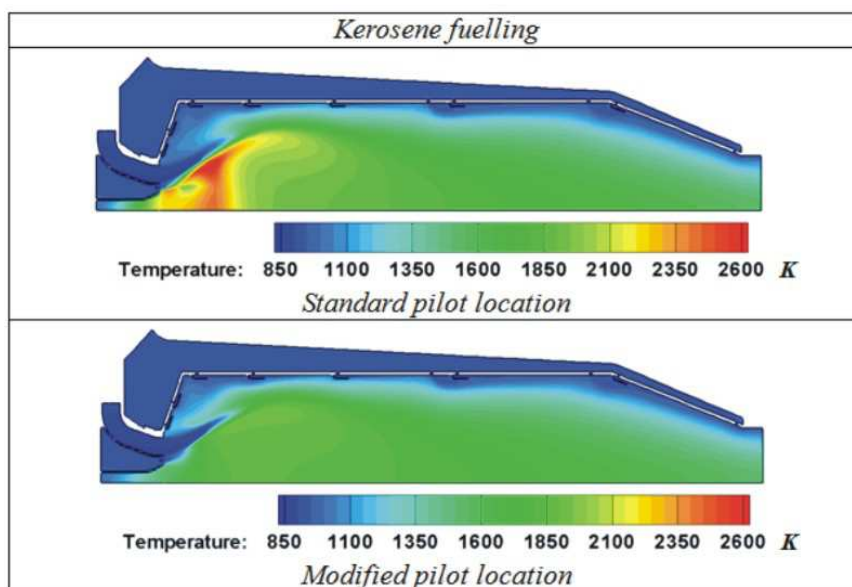 Kerosene fuelling
Temperature: 850 1100 1350 1600 1850 2100 2350 2600 K
Standard pilot location
Temperature: 850 1100 1350 1600 1850 2100 2350 2600 K
Modified pilot location